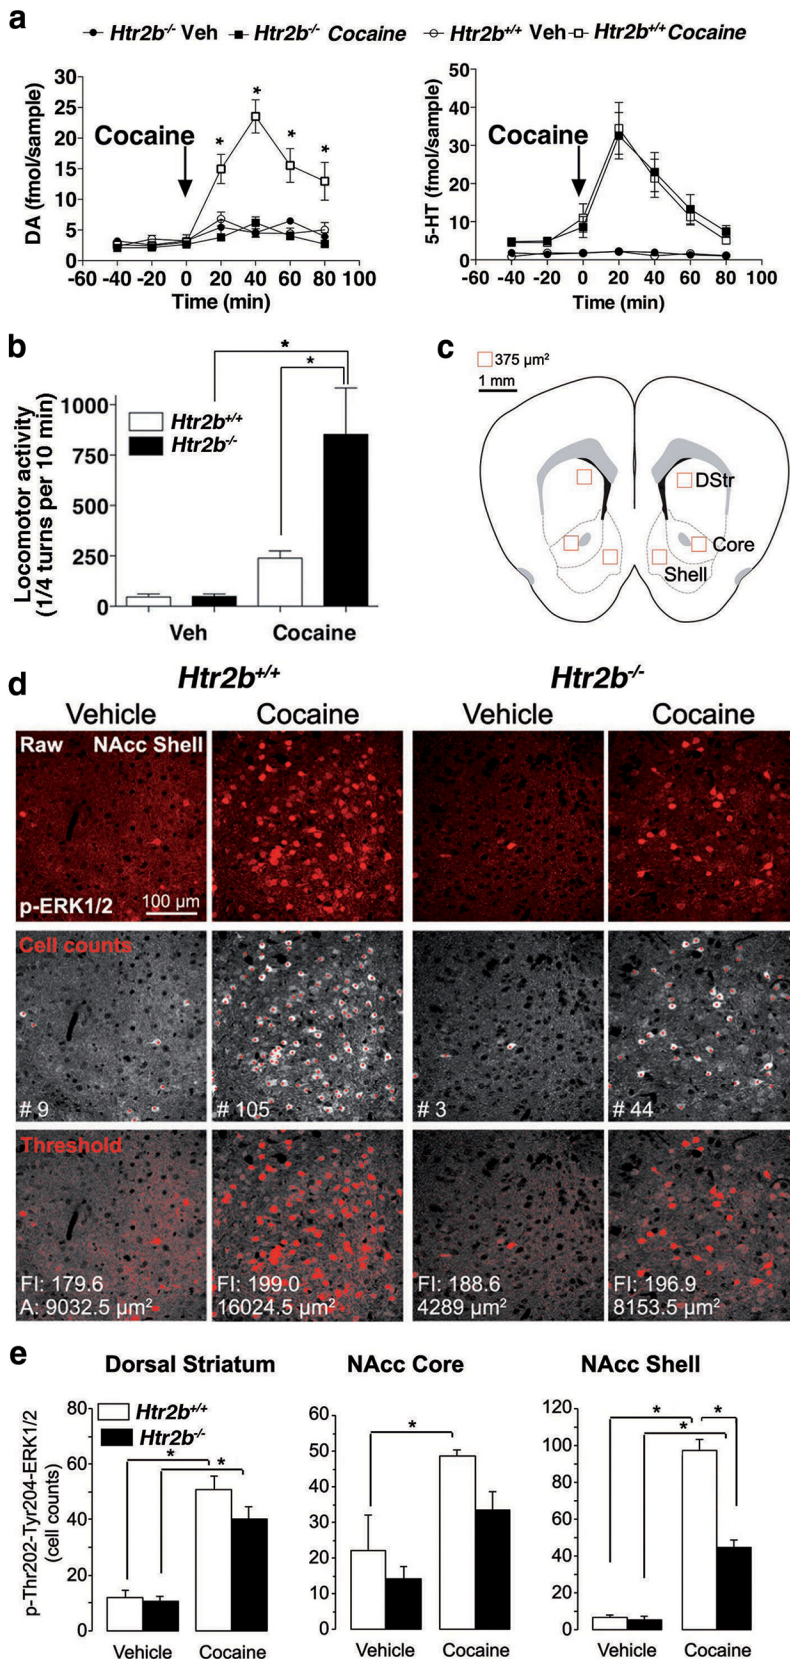 a
Htr2b-/- Veh Htr2b-/- Cocaine Htr2b+/+ Veh Htr2b+/+ Cocaine
DA (fmol/sample)
30
25
20
15
10
5
0
Cocaine
* * * *
-60 -40 -20 0 20 40 60 80 100
Time (min)
5-HT (fmol/sample)
50
40
30
20
10
0
Cocaine
-60 -40 -20 0 20 40 60 80 100
Time (min)
b
Locomotor activity
(1/4 turns per 10 min)
1000
750
500
250
0
*
*
Htr2b+/+
Htr2b-/-
Veh Cocaine
c
375 µm²
1 mm
DStr
Core
Shell
d
Htr2b+/+ Htr2b-/-
Vehicle Cocaine Vehicle Cocaine
Raw NAcc Shell
p-ERK1/2 100 µm
Cell counts
# 9 # 105 # 3 # 44
Threshold
FI: 179.6 FI: 199.0 FI: 188.6 FI: 196.9
A: 9032.5 µm² 16024.5 µm² 4289 µm² 8153.5 µm²
e
Dorsal Striatum NAcc Core NAcc Shell
p-Thr202-Tyr204-ERK1/2
(cell counts)
80
60
40
20
0
Htr2b+/+
Htr2b-/-
* *
Vehicle Cocaine
60
50
40
30
20
10
0
*
Vehicle Cocaine
120
100
80
60
40
20
0
* * *
Vehicle Cocaine